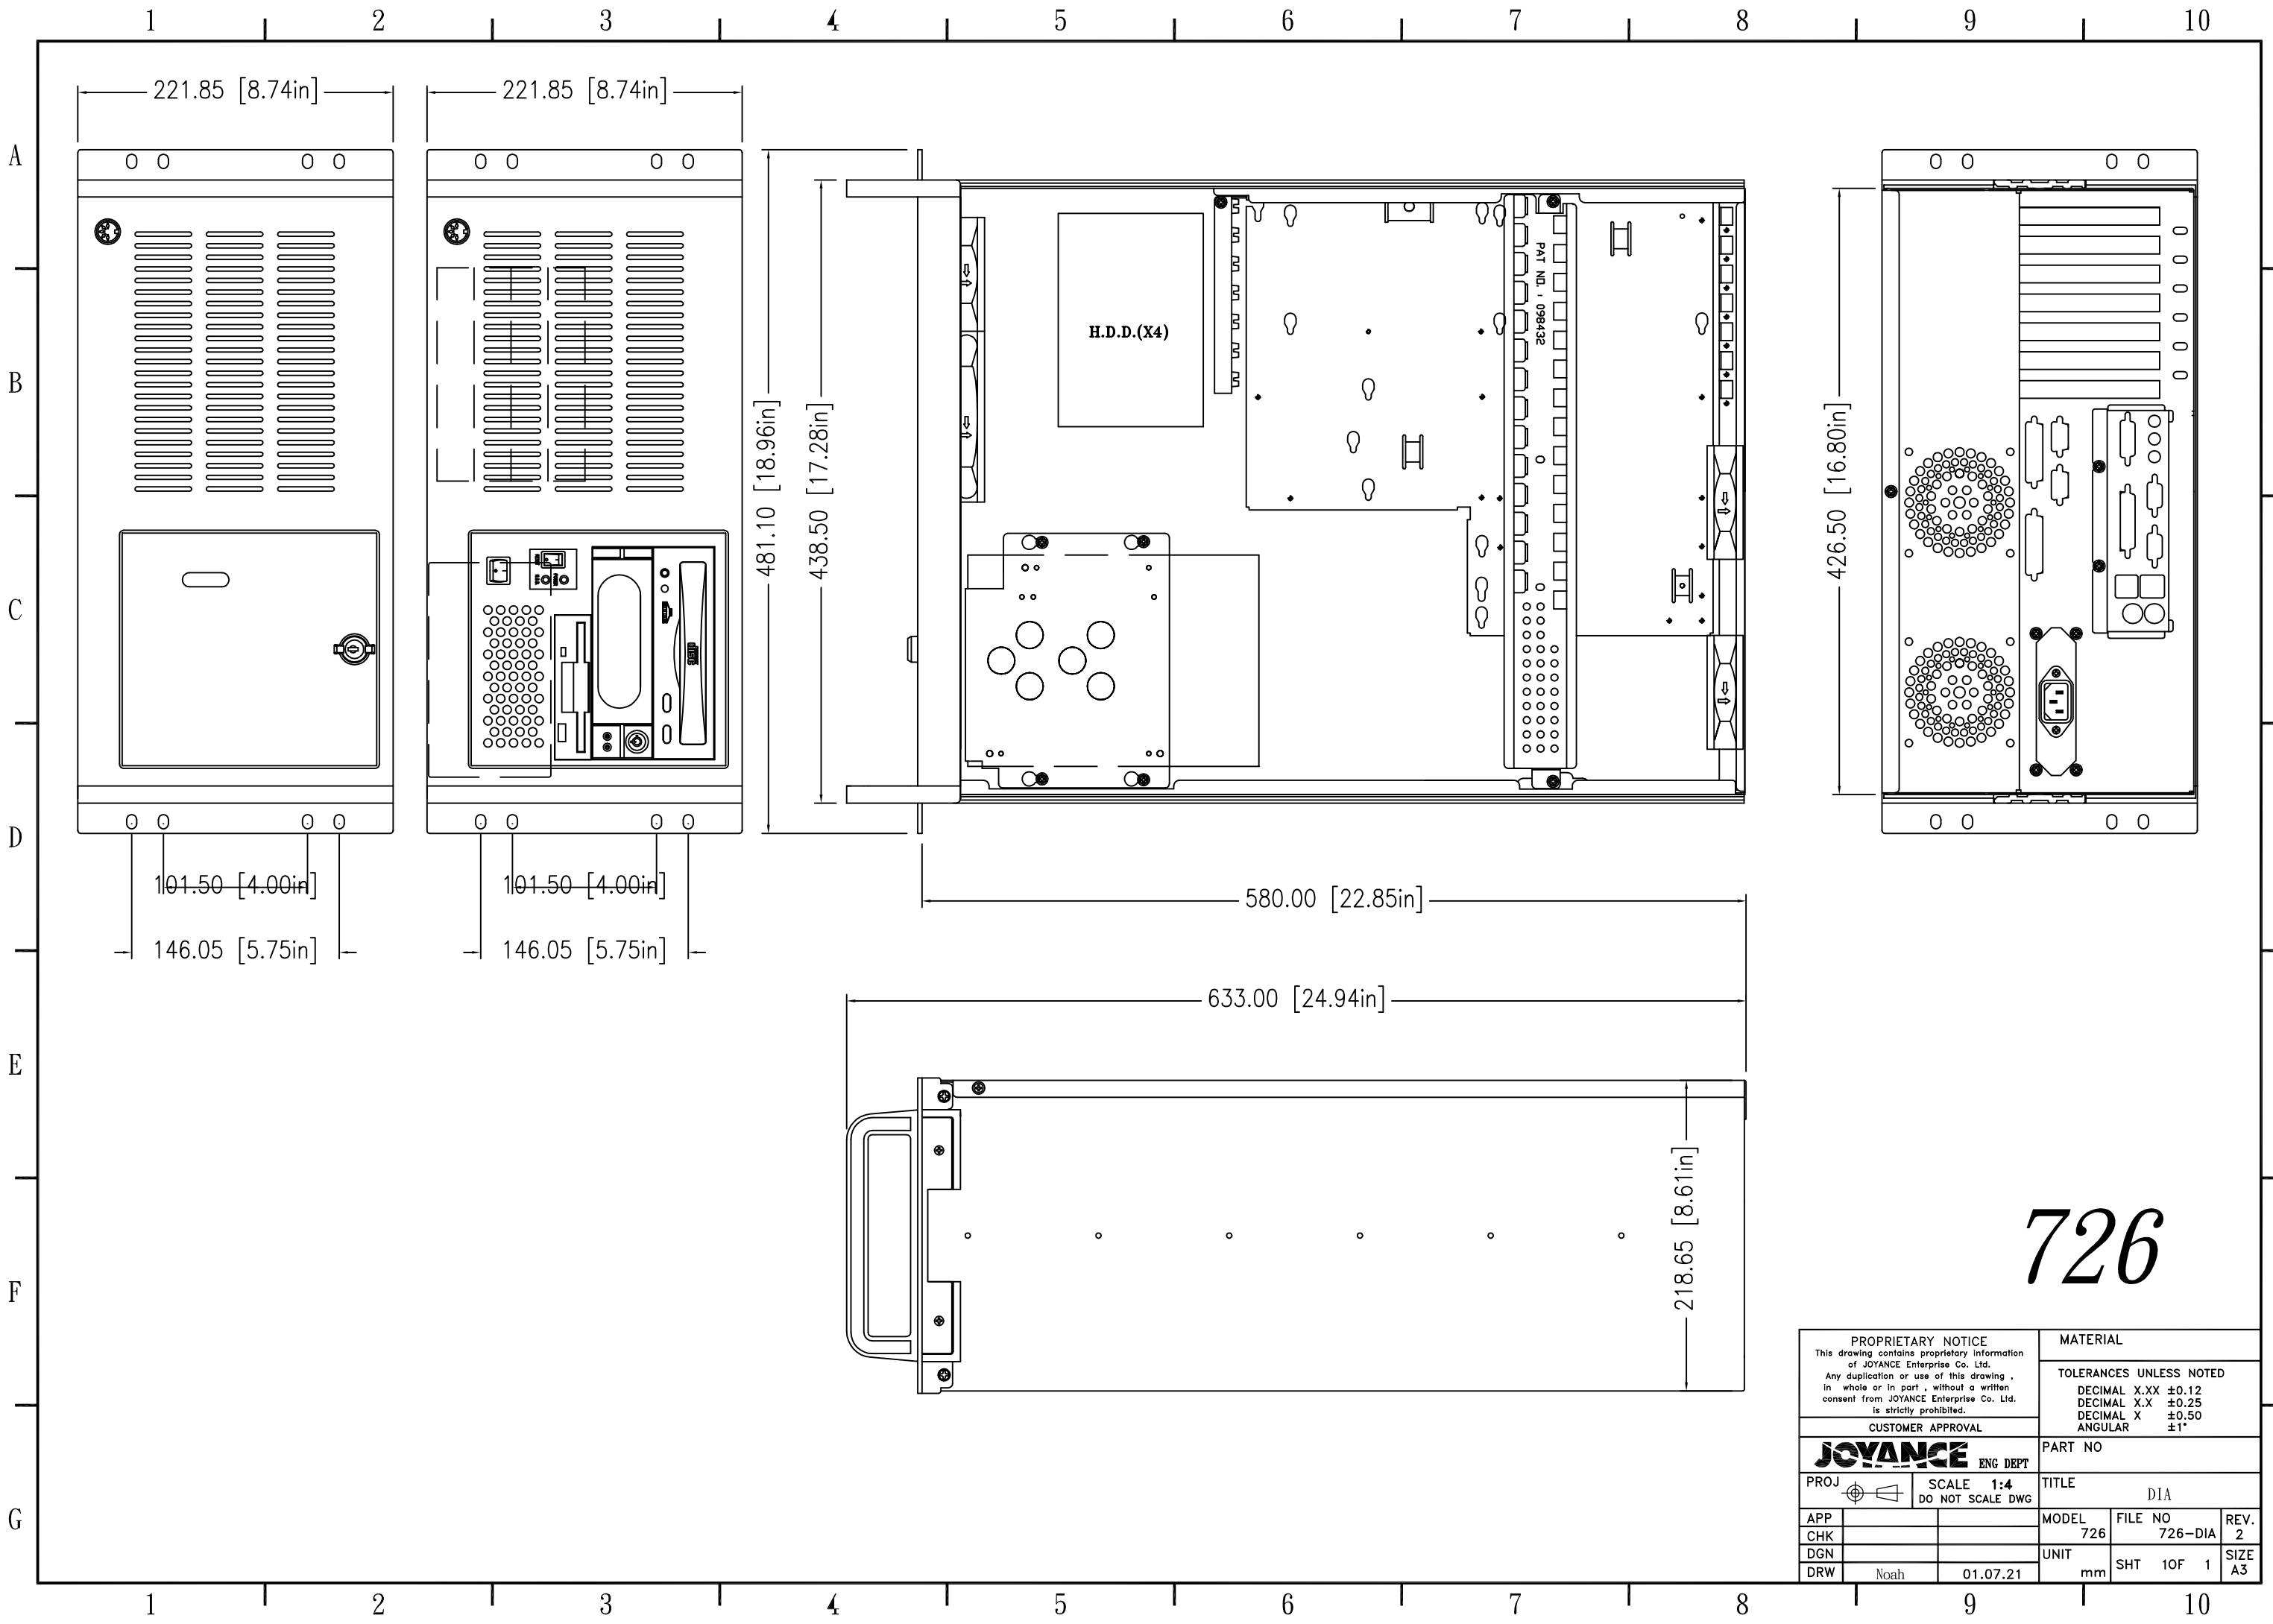 1 2 3 4 5 6 7 8 9 10
A
B
C
D
E
F
G
221.85 [8.74in]
221.85 [8.74in]
101.50 [4.00in]
101.50 [4.00in]
146.05 [5.75in]
146.05 [5.75in]
481.10 [18.96in]
438.50 [17.28in]
H.D.D.(X4)
PAT NO. : 098432
426.50 [16.80in]
580.00 [22.85in]
633.00 [24.94in]
218.65 [8.61in]
726
PROPRIETARY NOTICE
This drawing contains proprietary information
of JOYANCE Enterprise Co. Ltd.
Any duplication or use of this drawing ,
in whole or in part , without a written
consent from JOYANCE Enterprise Co. Ltd.
is strictly prohibited.
CUSTOMER APPROVAL
MATERIAL
TOLERANCES UNLESS NOTED
DECIMAL X.XX ±0.12
DECIMAL X.X ±0.25
DECIMAL X ±0.50
ANGULAR ±1°
JOYANCE ENG DEPT
PART NO
PROJ
SCALE 1:4
DO NOT SCALE DWG
TITLE
DIA
APP
CHK
DGN
DRW Noah 01.07.21
MODEL
726
FILE NO
726-DIA
REV.
2
UNIT
mm
SHT 1OF 1
SIZE
A3
1 2 3 4 5 6 7 8 9 10